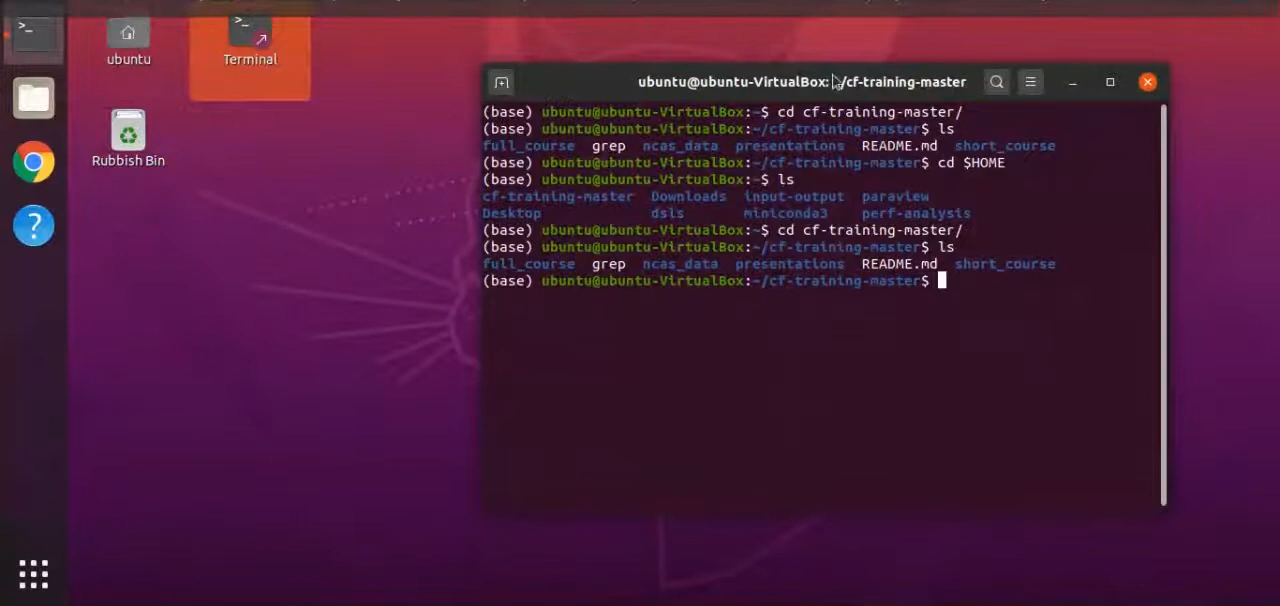 ubuntu
Terminal
Rubbish Bin
ubuntu@ubuntu-VirtualBox: ~/cf-training-master
(base) ubuntu@ubuntu-VirtualBox:~$ cd cf-training-master/
(base) ubuntu@ubuntu-VirtualBox:~/cf-training-master$ ls
full_course grep ncas_data presentations README.md short_course
(base) ubuntu@ubuntu-VirtualBox:~/cf-training-master$ cd $HOME
(base) ubuntu@ubuntu-VirtualBox:~$ ls
cf-training-master Downloads input-output paraview
Desktop dsls miniconda3 perf-analysis
(base) ubuntu@ubuntu-VirtualBox:~$ cd cf-training-master/
(base) ubuntu@ubuntu-VirtualBox:~/cf-training-master$ ls
full_course grep ncas_data presentations README.md short_course
(base) ubuntu@ubuntu-VirtualBox:~/cf-training-master$